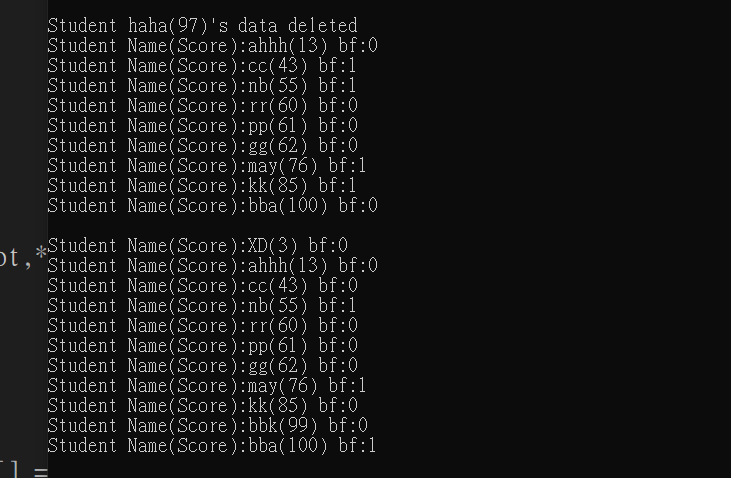 Student haha(97)'s data deleted
Student Name(Score):ahhh(13) bf:0
Student Name(Score):cc(43) bf:1
Student Name(Score):nb(55) bf:1
Student Name(Score):rr(60) bf:0
Student Name(Score):pp(61) bf:0
Student Name(Score):gg(62) bf:0
Student Name(Score):may(76) bf:1
Student Name(Score):kk(85) bf:1
Student Name(Score):bba(100) bf:0
Student Name(Score):XD(3) bf:0
ot,*
Student Name(Score):ahhh(13) bf:0
Student Name(Score):cc(43) bf:0
Student Name(Score):nb(55) bf:1
Student Name(Score):rr(60) bf:0
Student Name(Score):pp(61) bf:0
Student Name(Score):gg(62) bf:0
Student Name(Score):may(76) bf:1
Student Name(Score):kk(85) bf:0
Student Name(Score):bbk(99) bf:0
Student Name(Score):bba(100) bf:1
[] =